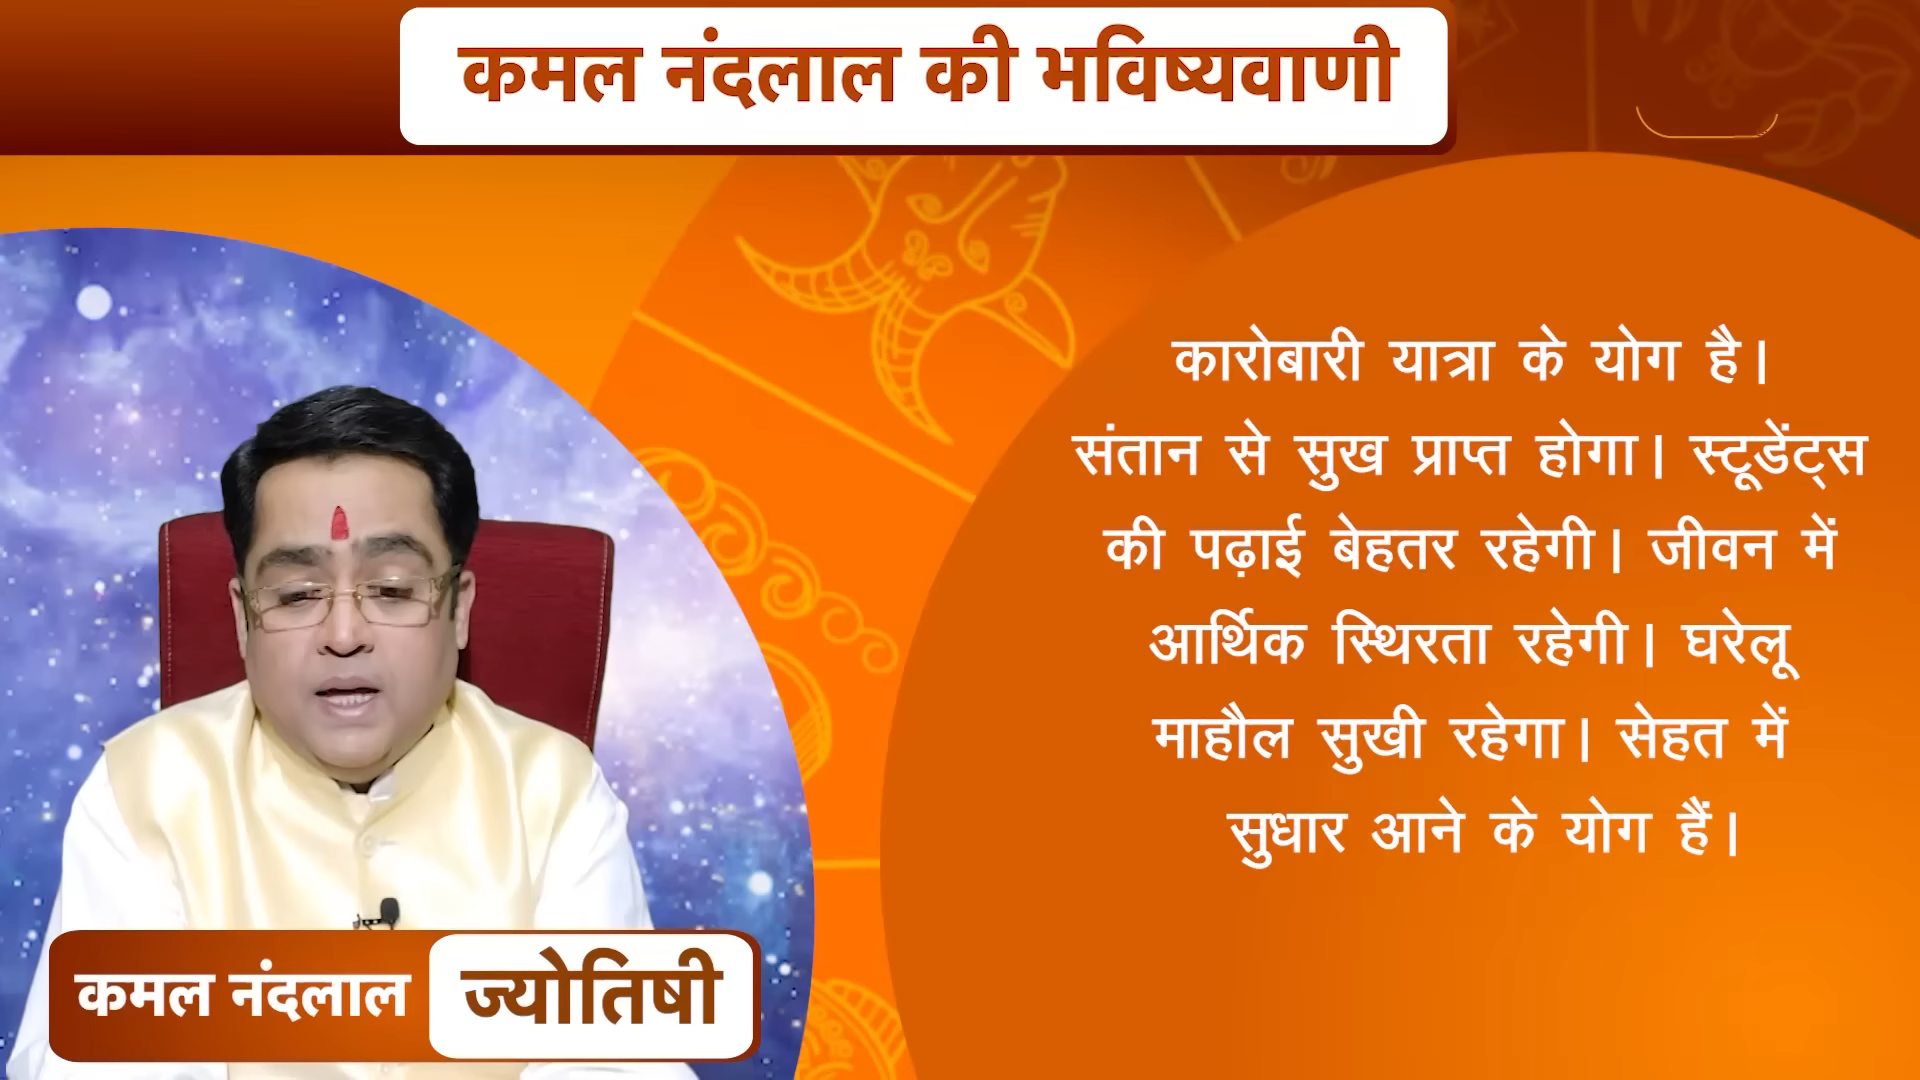 कमल नंदलाल की भविष्यवाणी
कारोबारी यात्रा के योग है।
संतान से सुख प्राप्त होगा। स्टूडेंट्स
की पढ़ाई बेहतर रहेगी। जीवन में
आर्थिक स्थिरता रहेगी। घरेलू
माहौल सुखी रहेगा। सेहत में
सुधार आने के योग हैं।
कमल नंदलाल ज्योतिषी